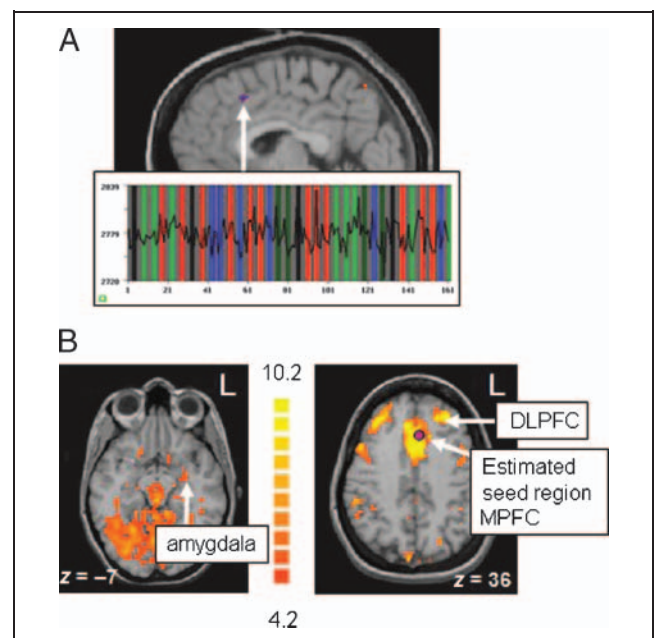 A
2839
2779
2720
1 21 41 61 81 101 121 141 161
B
L
10.2
L
DLPFC
Estimated
seed region
MPFC
amygdala
z = –7
z = 36
4.2